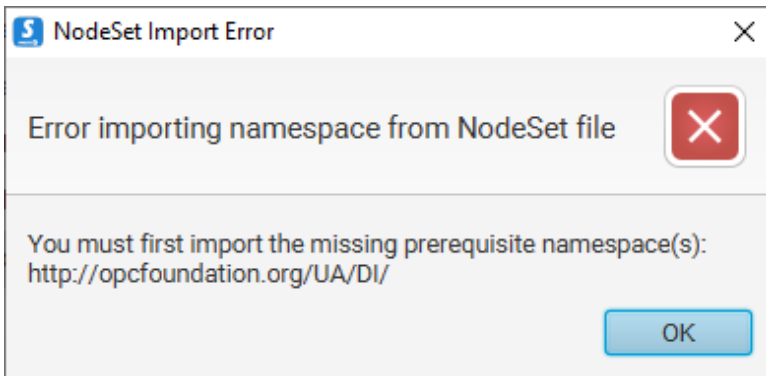 NodeSet Import Error
Error importing namespace from NodeSet file
You must first import the missing prerequisite namespace(s):
http://opcfoundation.org/UA/DI/
OK